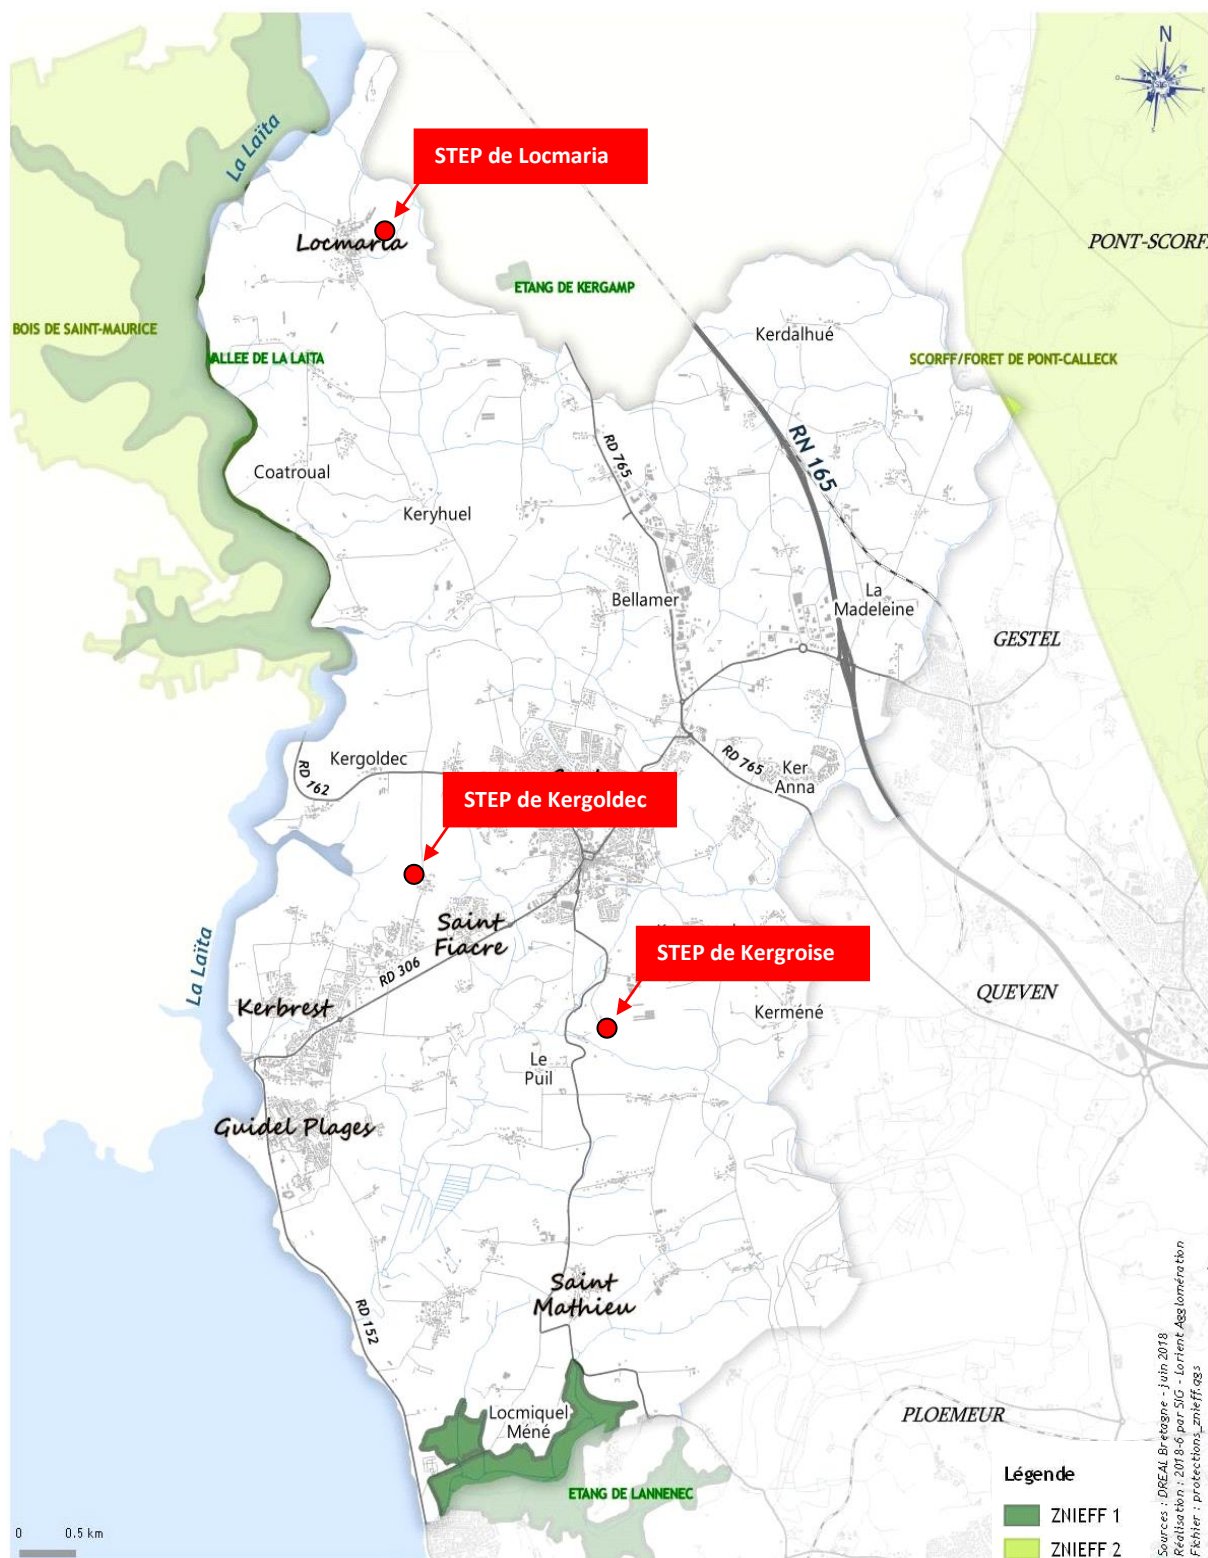 N
La Laïta
STEP de Locmaria
Locmaria
PONT-SCORF
ETANG DE KERGAMP
BOIS DE SAINT-MAURICE
Kerdalhué
ALLEE DE LA LAITA
SCORFF/FORET DE PONT-CALLECK
RD 765
RN 165
Coatroual
Keryhuel
Bellamer
La
Madeleine
GESTEL
Kergoldec
RD 162
RD 765
Ker
Anna
STEP de Kergoldec
Saint
Fiacre
La Laïta
RD 306
STEP de Kergroise
Kerbrest
QUEVEN
Kerméné
Le
Puil
Guidel Plages
Saint
Mathieu
RD 152
Locmiquel
Méné
PLOEMEUR
ETANG DE LANNENEC
Légende
ZNIEFF 1
ZNIEFF 2
0 0.5 km
Sources : DREAL Bretagne - juin 2018
Réalisation : 2018-6 par SIG - Lorient Agglomération
Fichier : protections_znieff.qgs